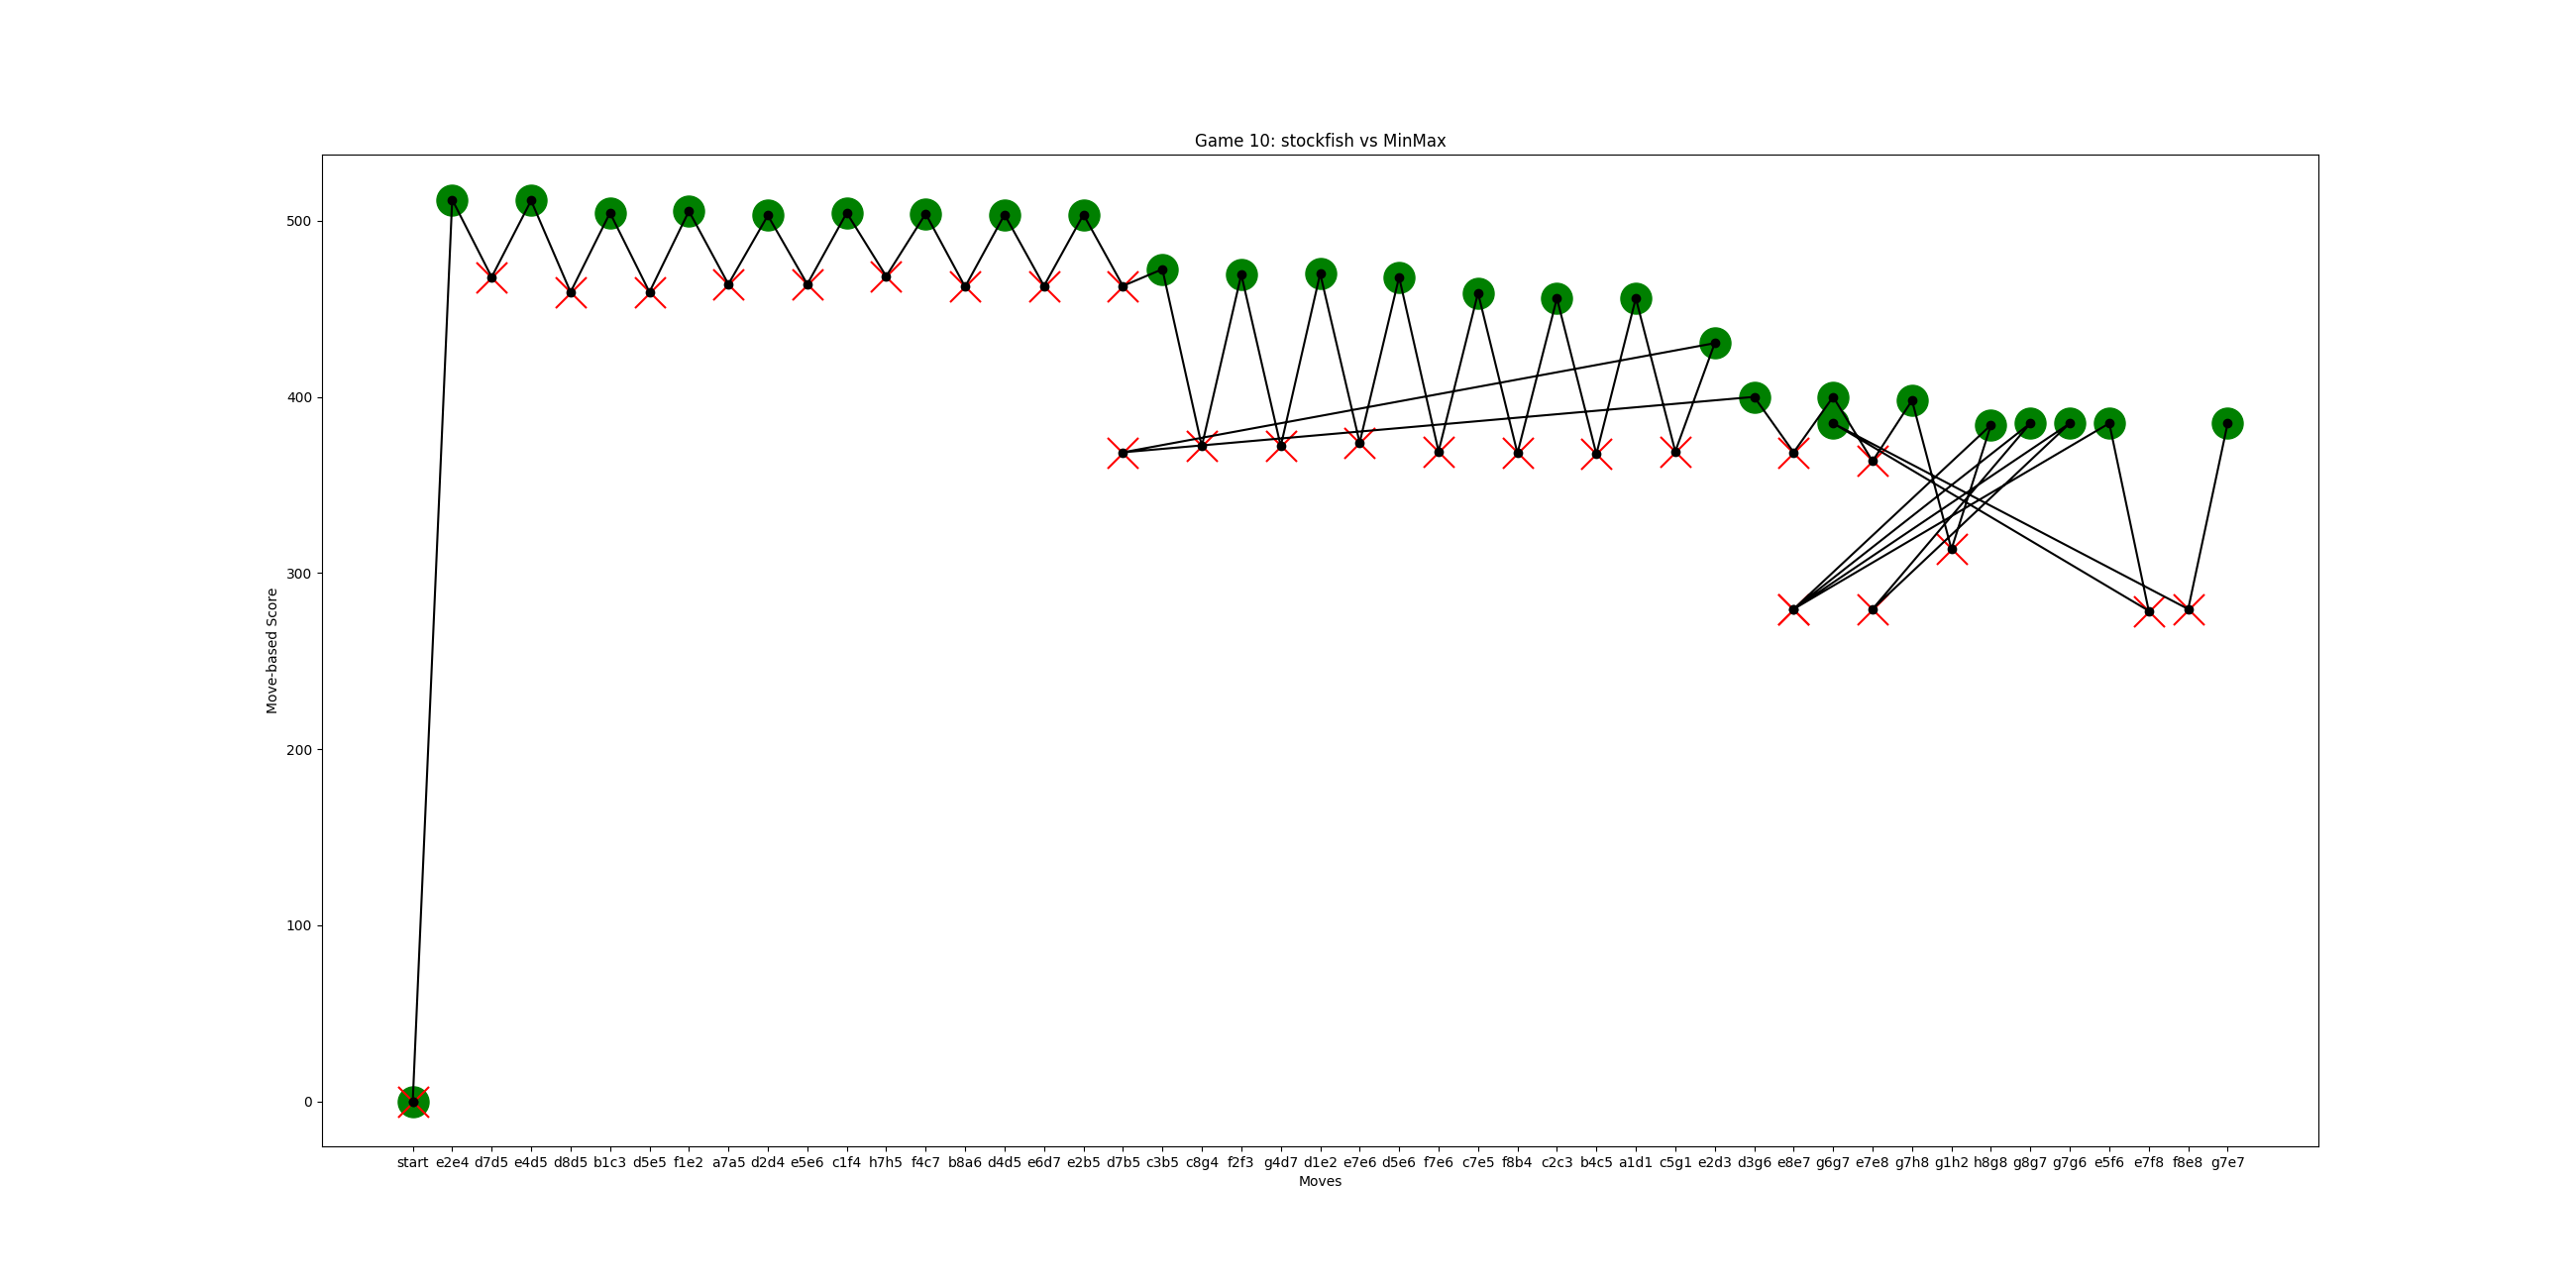 Game 10: stockfish vs MinMax
500
400
300
200
100
0
Move-based Score
start e2e4 d7d5 e4d5 d8d5 b1c3 d5e5 f1e2 a7a5 d2d4 e5e6 c1f4 h7h5 f4c7 b8a6 d4d5 e6d7 e2b5 d7b5 c3b5 c8g4 f2f3 g4d7 d1e2 e7e6 d5e6 f7e6 c7e5 f8b4 c2c3 b4c5 a1d1 c5g1 e2d3 d3g6 e8e7 g6g7 e7e8 g7h8 g1h2 h8g8 g8g7 g7g6 e5f6 e7f8 f8e8 g7e7
Moves